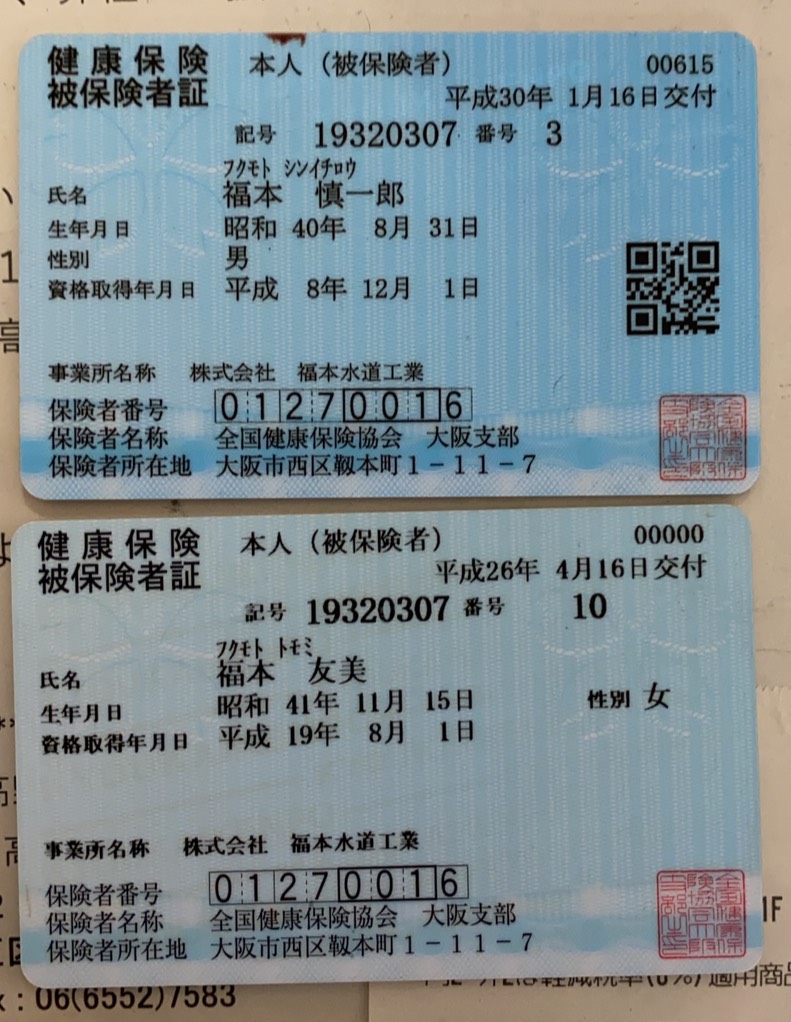 健康保険 本人（被保険者） 00615
被保険者証 平成30年 1月16日交付
記号 19320307 番号 3
フクモト シンイチロウ
氏名 福本 慎一郎
生年月日 昭和 40年 8月 31日
性別 男
資格取得年月日 平成 8年 12月 1日
事業所名称 株式会社 福本水道工業
保険者番号 01270016
保険者名称 全国健康保険協会 大阪支部
保険者所在地 大阪市西区靱本町1-11-7
健康保険 本人（被保険者） 00000
被保険者証 平成26年 4月16日交付
記号 19320307 番号 10
フクモト トモミ
氏名 福本 友美
生年月日 昭和 41年 11月 15日 性別 女
資格取得年月日 平成 19年 8月 1日
事業所名称 株式会社 福本水道工業
保険者番号 01270016
保険者名称 全国健康保険協会 大阪支部
保険者所在地 大阪市西区靱本町1-11-7
: 06(6552)7583
軽減税率(8%)適用商品